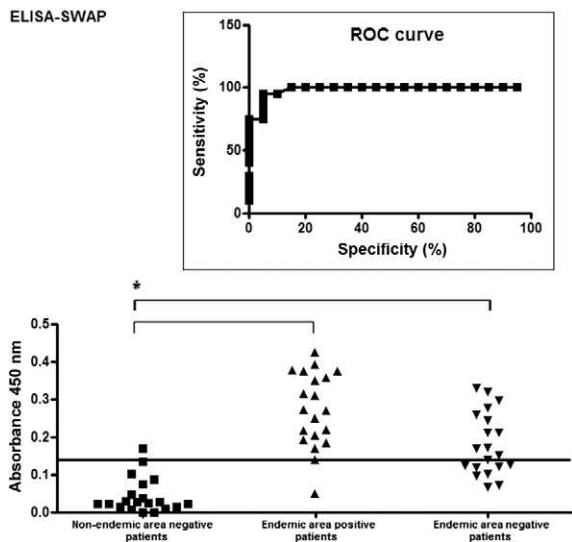 ELISA-SWAP
ROC curve
Sensitivity (%)
150
100
50
0
0 20 40 60 80 100
Specificity (%)
*
Absorbance 450 nm
0.5
0.4
0.3
0.2
0.1
0.0
Non-endemic area negative
patients
Endemic area positive
patients
Endemic area negative
patients